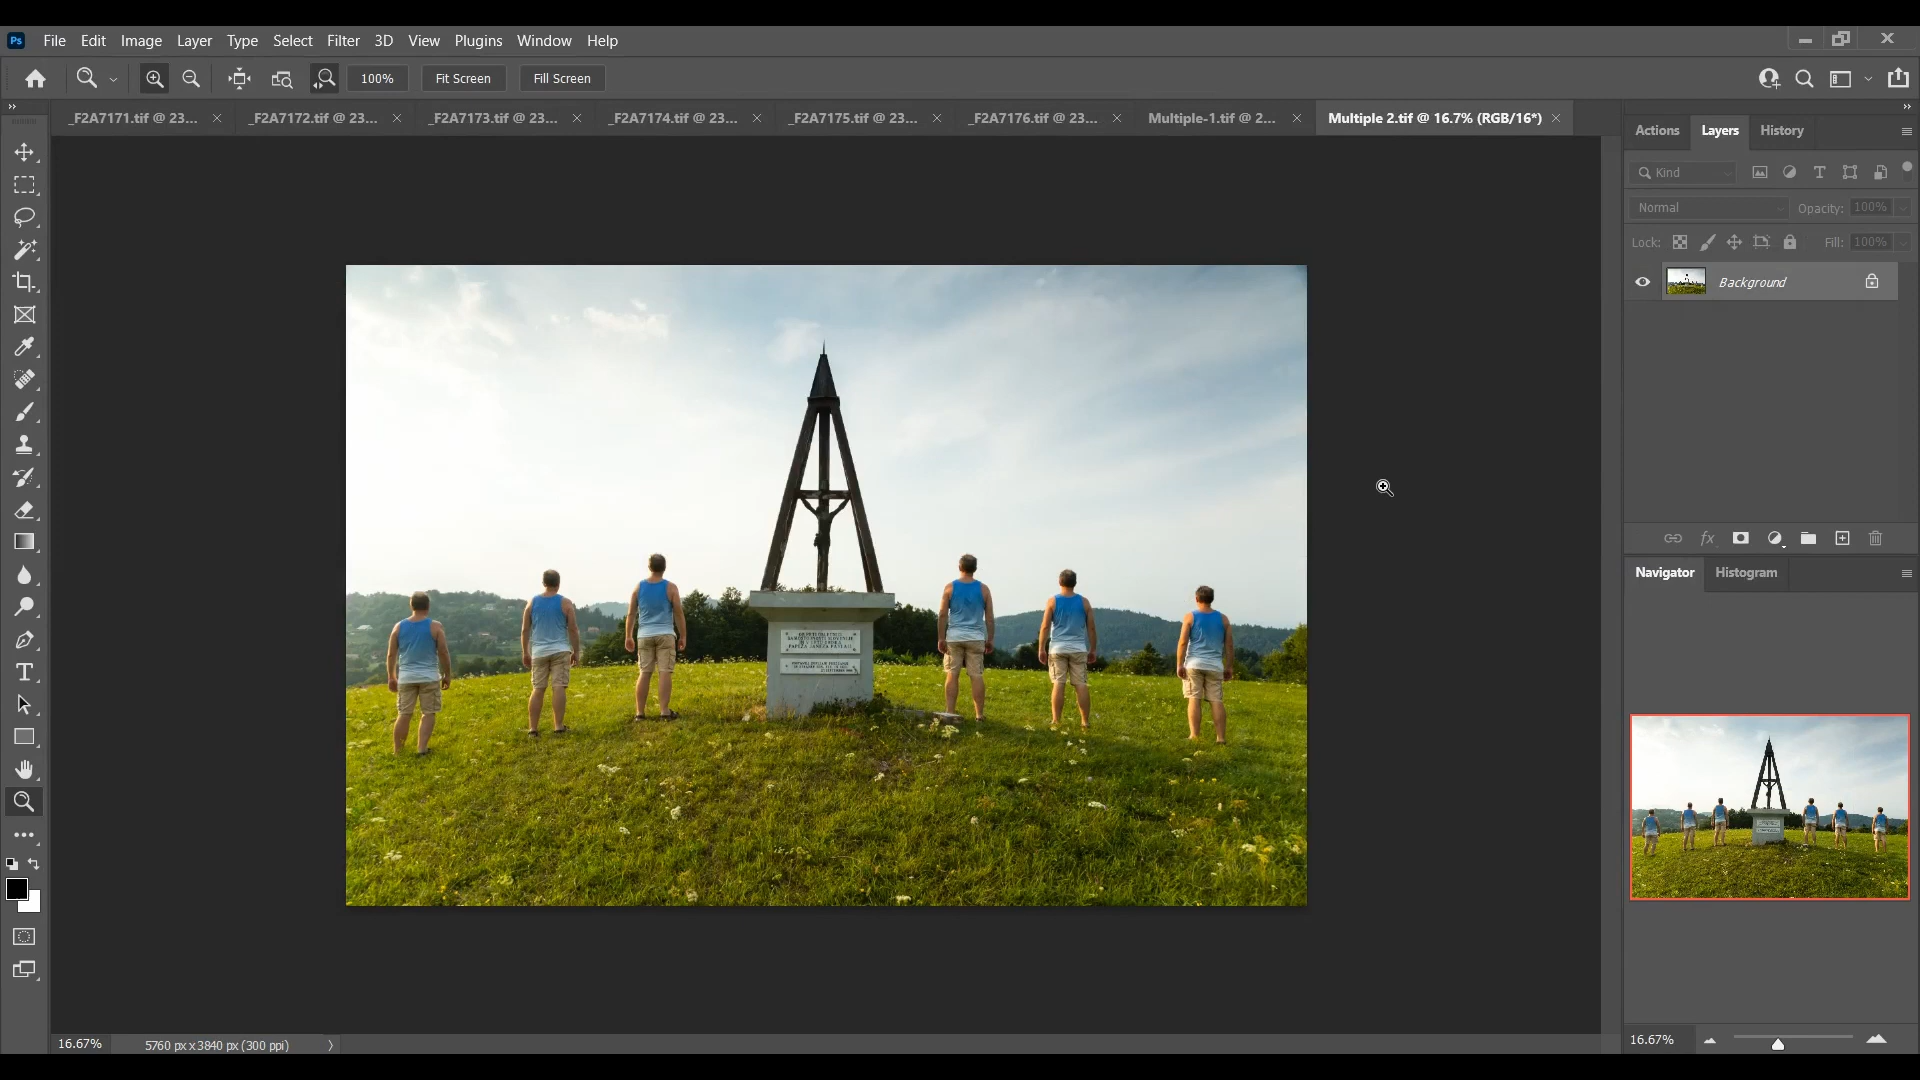 Ps File Edit Image Layer Type Select Filter 3D View Plugins Window Help
100% Fit Screen Fill Screen
_F2A7171.tif @ 23... _F2A7172.tif @ 23... _F2A7173.tif @ 23... _F2A7174.tif @ 23... _F2A7175.tif @ 23... _F2A7176.tif @ 23... Multiple-1.tif @ 2... Multiple 2.tif @ 16.7% (RGB/16*)
Actions Layers History
Kind
Normal Opacity: 100%
Lock: Fill: 100%
Background
fx
Navigator Histogram
16.67% 5760 px x 3840 px (300 ppi)
16.67%